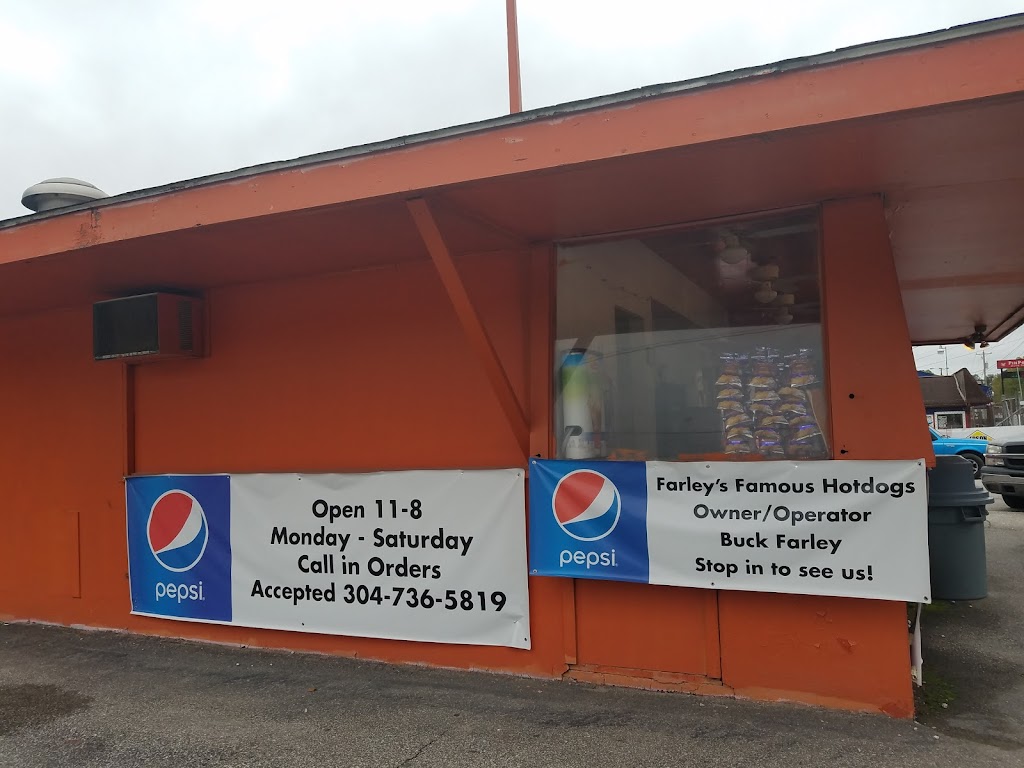 pepsi
Open 11-8
Monday - Saturday
Call in Orders
Accepted 304-736-5819
pepsi
Farley's Famous Hotdogs
Owner/Operator
Buck Farley
Stop in to see us!